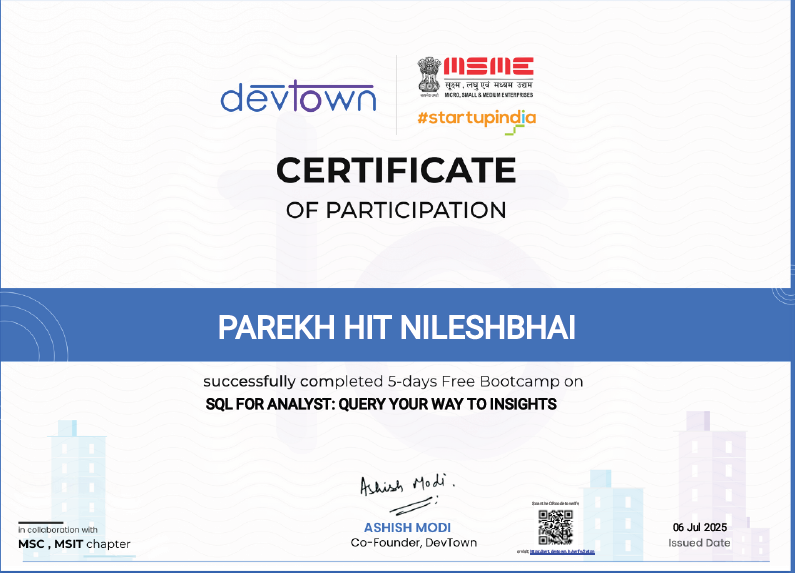 devtown
MSME
सूक्ष्म, लघु एवं मध्यम उद्यम
MICRO, SMALL & MEDIUM ENTERPRISES
#startupindia
CERTIFICATE
OF PARTICIPATION
PAREKH HIT NILESHBHAI
successfully completed 5-days Free Bootcamp on
SQL FOR ANALYST: QUERY YOUR WAY TO INSIGHTS
Ashish Modi.
ASHISH MODI
Co-Founder, DevTown
in collaboration with
MSC , MSIT chapter
06 Jul 2025
Issued Date